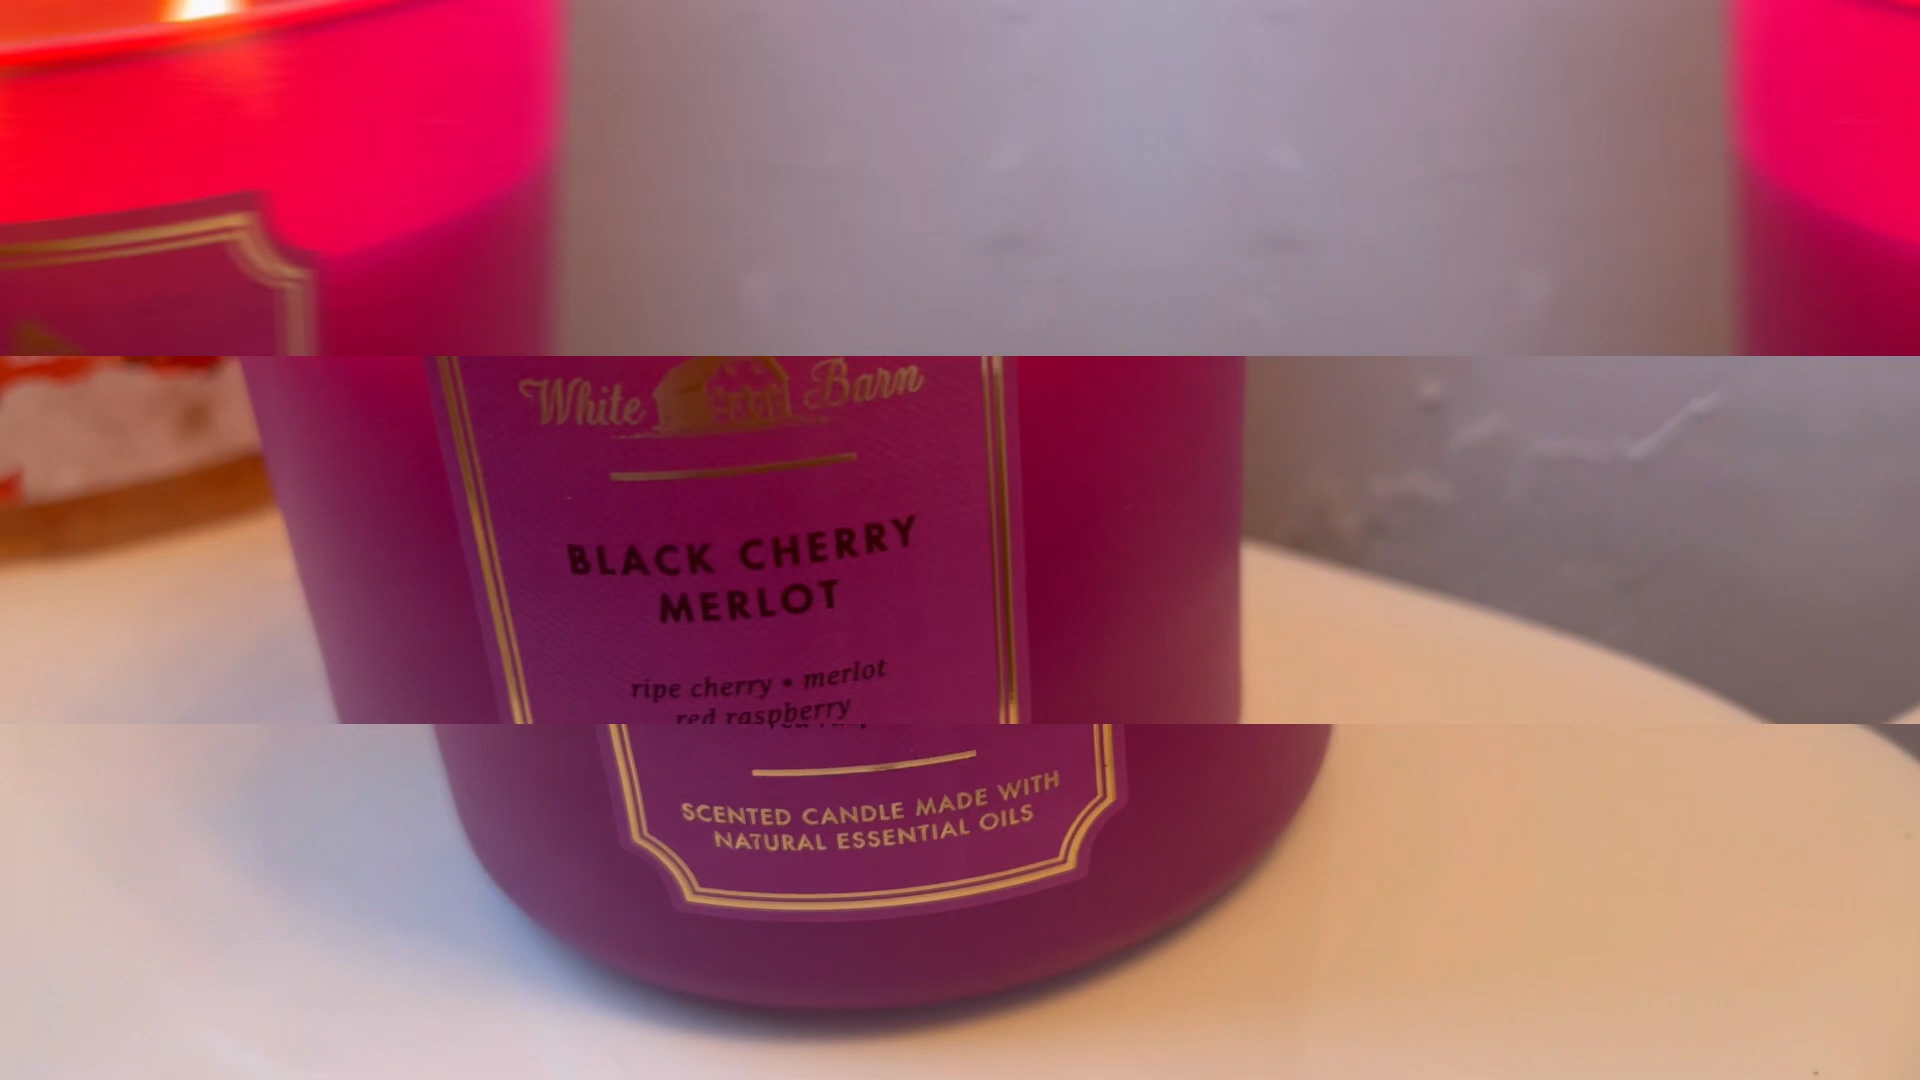 White Barn
BLACK CHERRY
MERLOT
ripe cherry • merlot
red raspberry
SCENTED CANDLE MADE WITH
NATURAL ESSENTIAL OILS